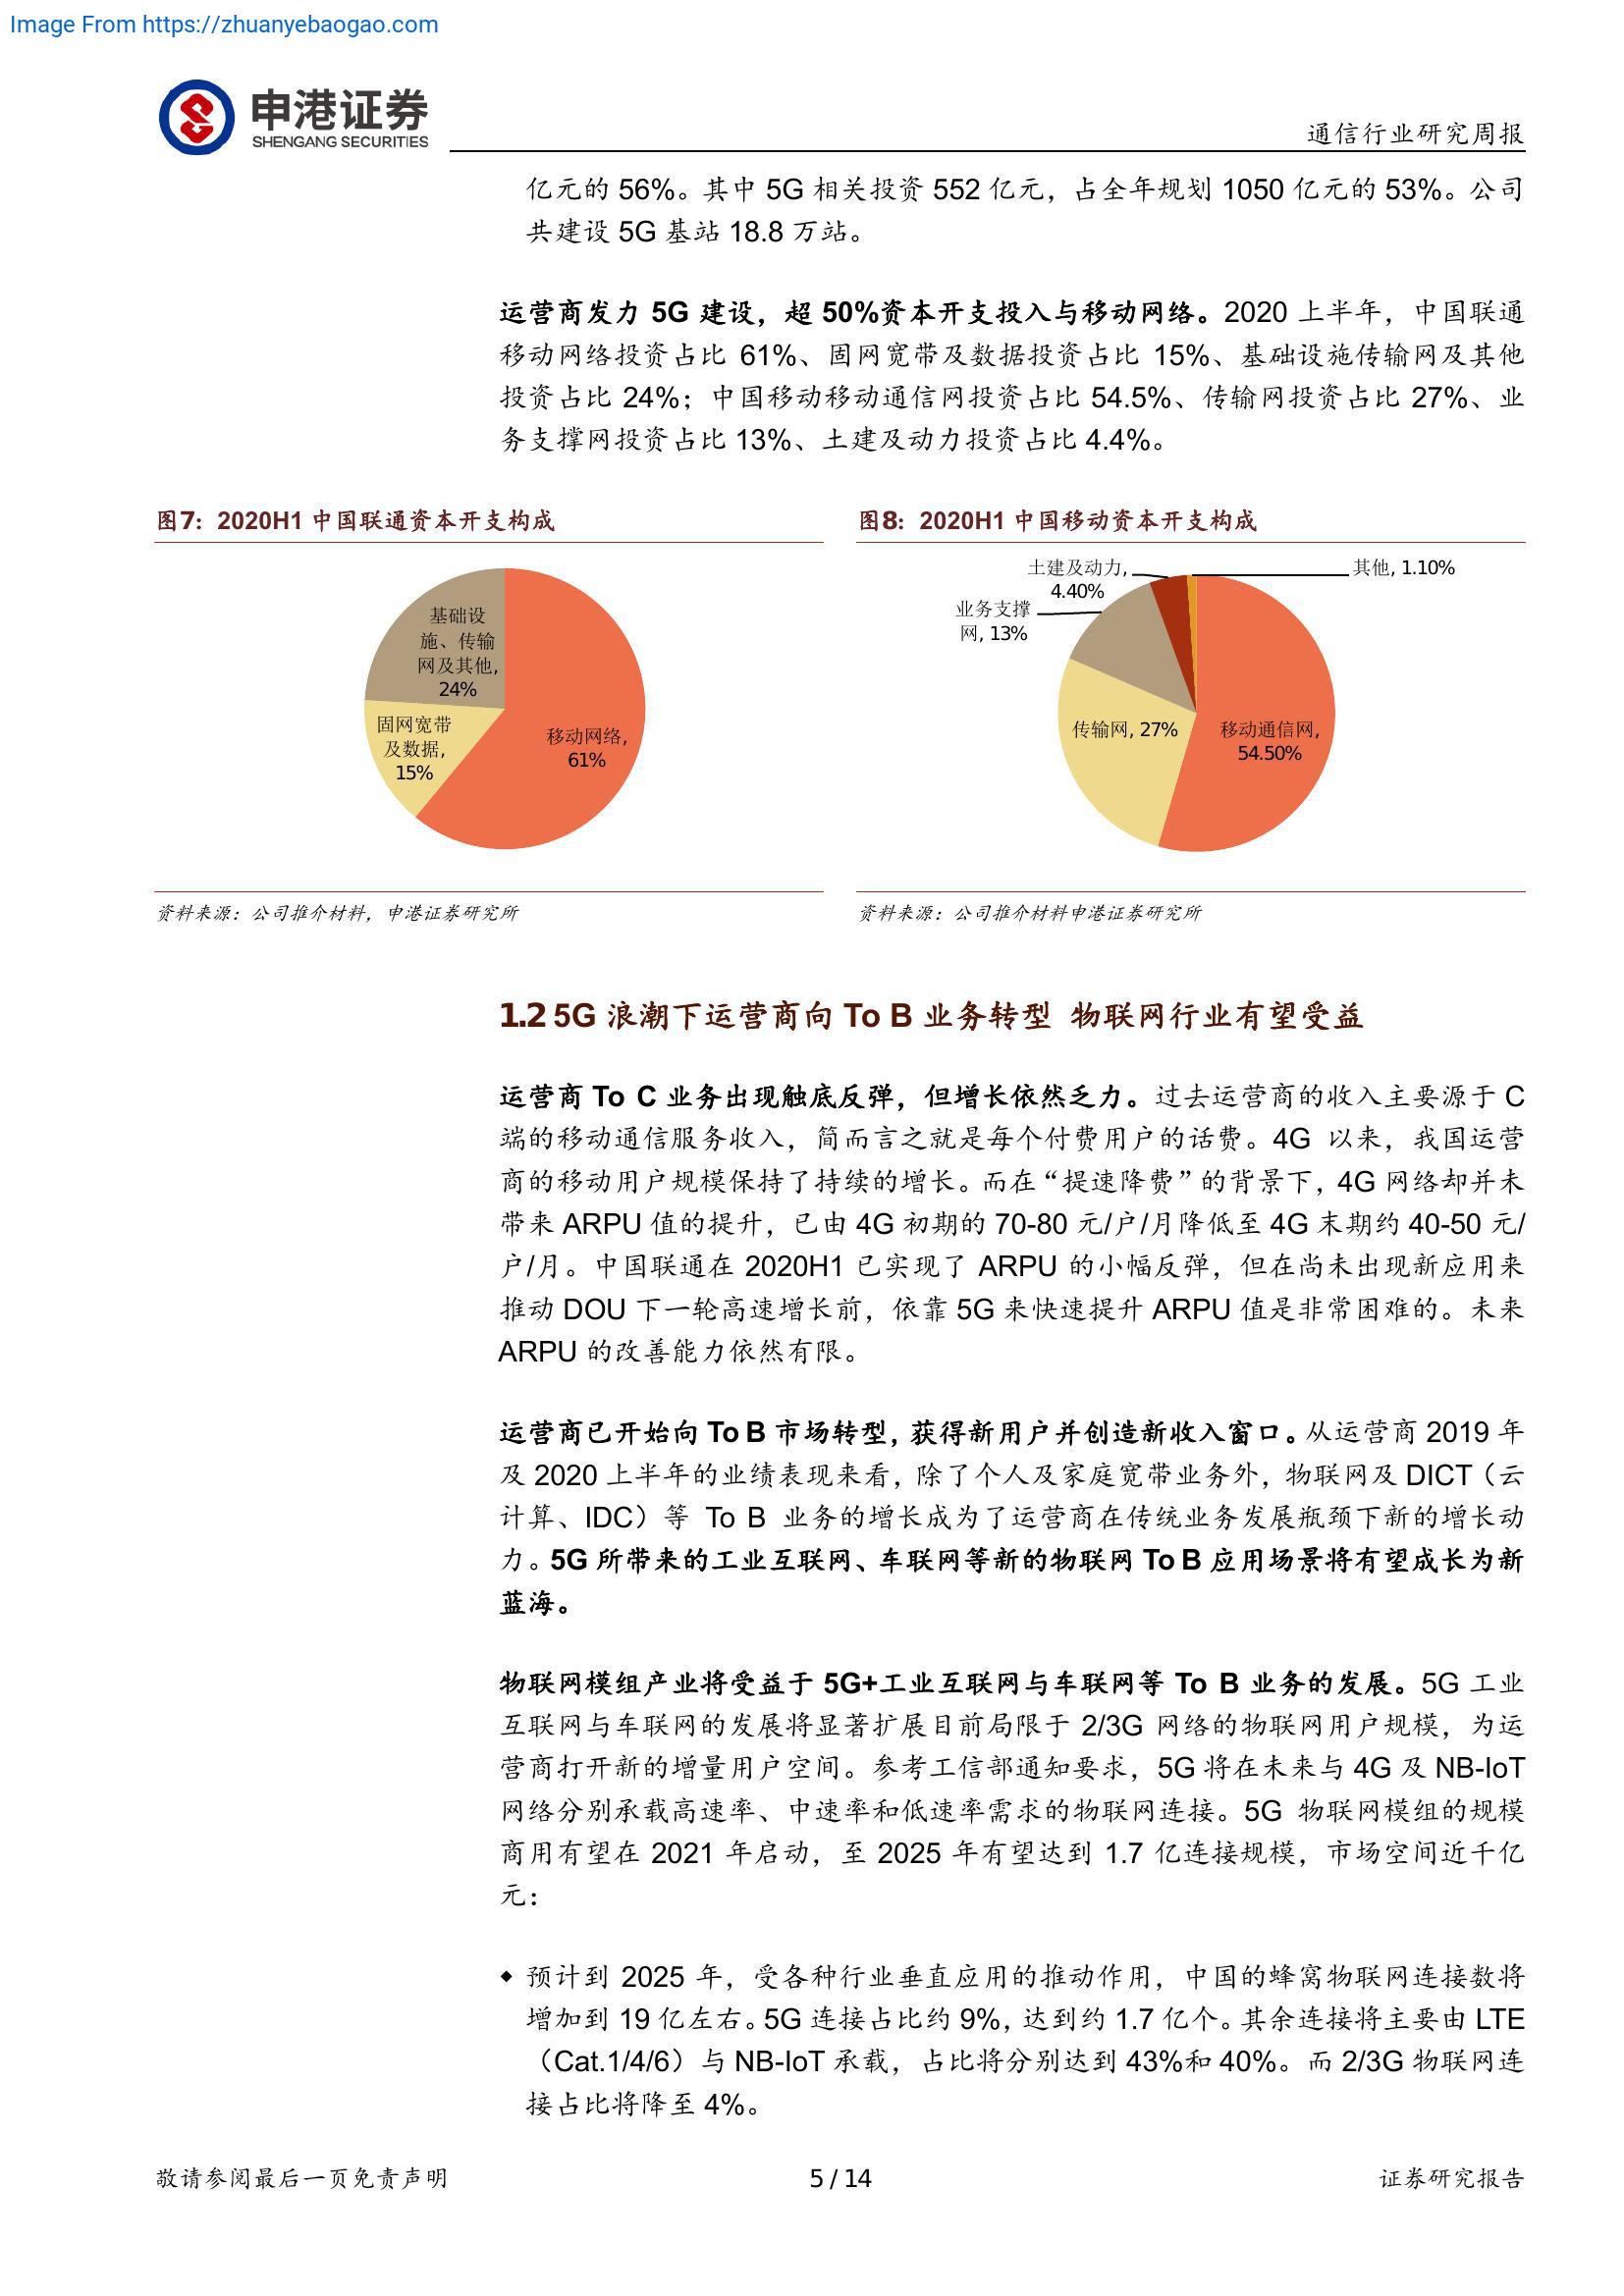 Image From https://zhuanyebaogao.com
申港证券
SHENGANG SECURITIES
通信行业研究周报
亿元的 56%。其中 5G 相关投资 552 亿元，占全年规划 1050 亿元的 53%。公司
共建设 5G 基站 18.8 万站。
运营商发力 5G 建设，超 50%资本开支投入与移动网络。2020 上半年，中国联通
移动网络投资占比 61%、固网宽带及数据投资占比 15%、基础设施传输网及其他
投资占比 24%；中国移动移动通信网投资占比 54.5%、传输网投资占比 27%、业
务支撑网投资占比 13%、土建及动力投资占比 4.4%。
图7：2020H1 中国联通资本开支构成
基础设
施、传输
网及其他,
24%
固网宽带
及数据,
15%
移动网络,
61%
资料来源：公司推介材料，申港证券研究所
图8：2020H1 中国移动资本开支构成
土建及动力,
4.40%
其他, 1.10%
业务支撑
网, 13%
传输网, 27%
移动通信网,
54.50%
资料来源：公司推介材料申港证券研究所
1.2 5G 浪潮下运营商向 To B 业务转型 物联网行业有望受益
运营商 To C 业务出现触底反弹，但增长依然乏力。过去运营商的收入主要源于 C
端的移动通信服务收入，简而言之就是每个付费用户的话费。4G 以来，我国运营
商的移动用户规模保持了持续的增长。而在“提速降费”的背景下，4G 网络却并未
带来 ARPU 值的提升，已由 4G 初期的 70-80 元/户/月降低至 4G 末期约 40-50 元/
户/月。中国联通在 2020H1 已实现了 ARPU 的小幅反弹，但在尚未出现新应用来
推动 DOU 下一轮高速增长前，依靠 5G 来快速提升 ARPU 值是非常困难的。未来
ARPU 的改善能力依然有限。
运营商已开始向 To B 市场转型，获得新用户并创造新收入窗口。从运营商 2019 年
及 2020 上半年的业绩表现来看，除了个人及家庭宽带业务外，物联网及 DICT（云
计算、IDC）等 To B 业务的增长成为了运营商在传统业务发展瓶颈下新的增长动
力。5G 所带来的工业互联网、车联网等新的物联网 To B 应用场景将有望成长为新
蓝海。
物联网模组产业将受益于 5G+工业互联网与车联网等 To B 业务的发展。5G 工业
互联网与车联网的发展将显著扩展目前局限于 2/3G 网络的物联网用户规模，为运
营商打开新的增量用户空间。参考工信部通知要求，5G 将在未来与 4G 及 NB-IoT
网络分别承载高速率、中速率和低速率需求的物联网连接。5G 物联网模组的规模
商用有望在 2021 年启动，至 2025 年有望达到 1.7 亿连接规模，市场空间近千亿
元：
◆ 预计到 2025 年，受各种行业垂直应用的推动作用，中国的蜂窝物联网连接数将
增加到 19 亿左右。5G 连接占比约 9%，达到约 1.7 亿个。其余连接将主要由 LTE
（Cat.1/4/6）与 NB-IoT 承载，占比将分别达到 43%和 40%。而 2/3G 物联网连
接占比将降至 4%。
敬请参阅最后一页免责声明
5 / 14
证券研究报告